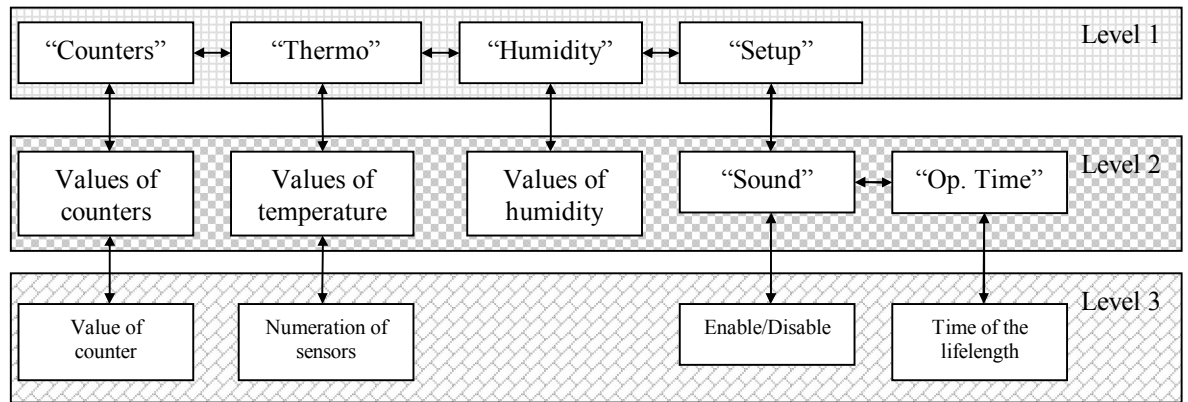 “Counters”
“Thermo”
“Humidity”
“Setup”
Level 1
Values of
counters
Values of
temperature
Values of
humidity
“Sound”
“Op. Time”
Level 2
Value of
counter
Numeration of
sensors
Enable/Disable
Time of the
lifelength
Level 3